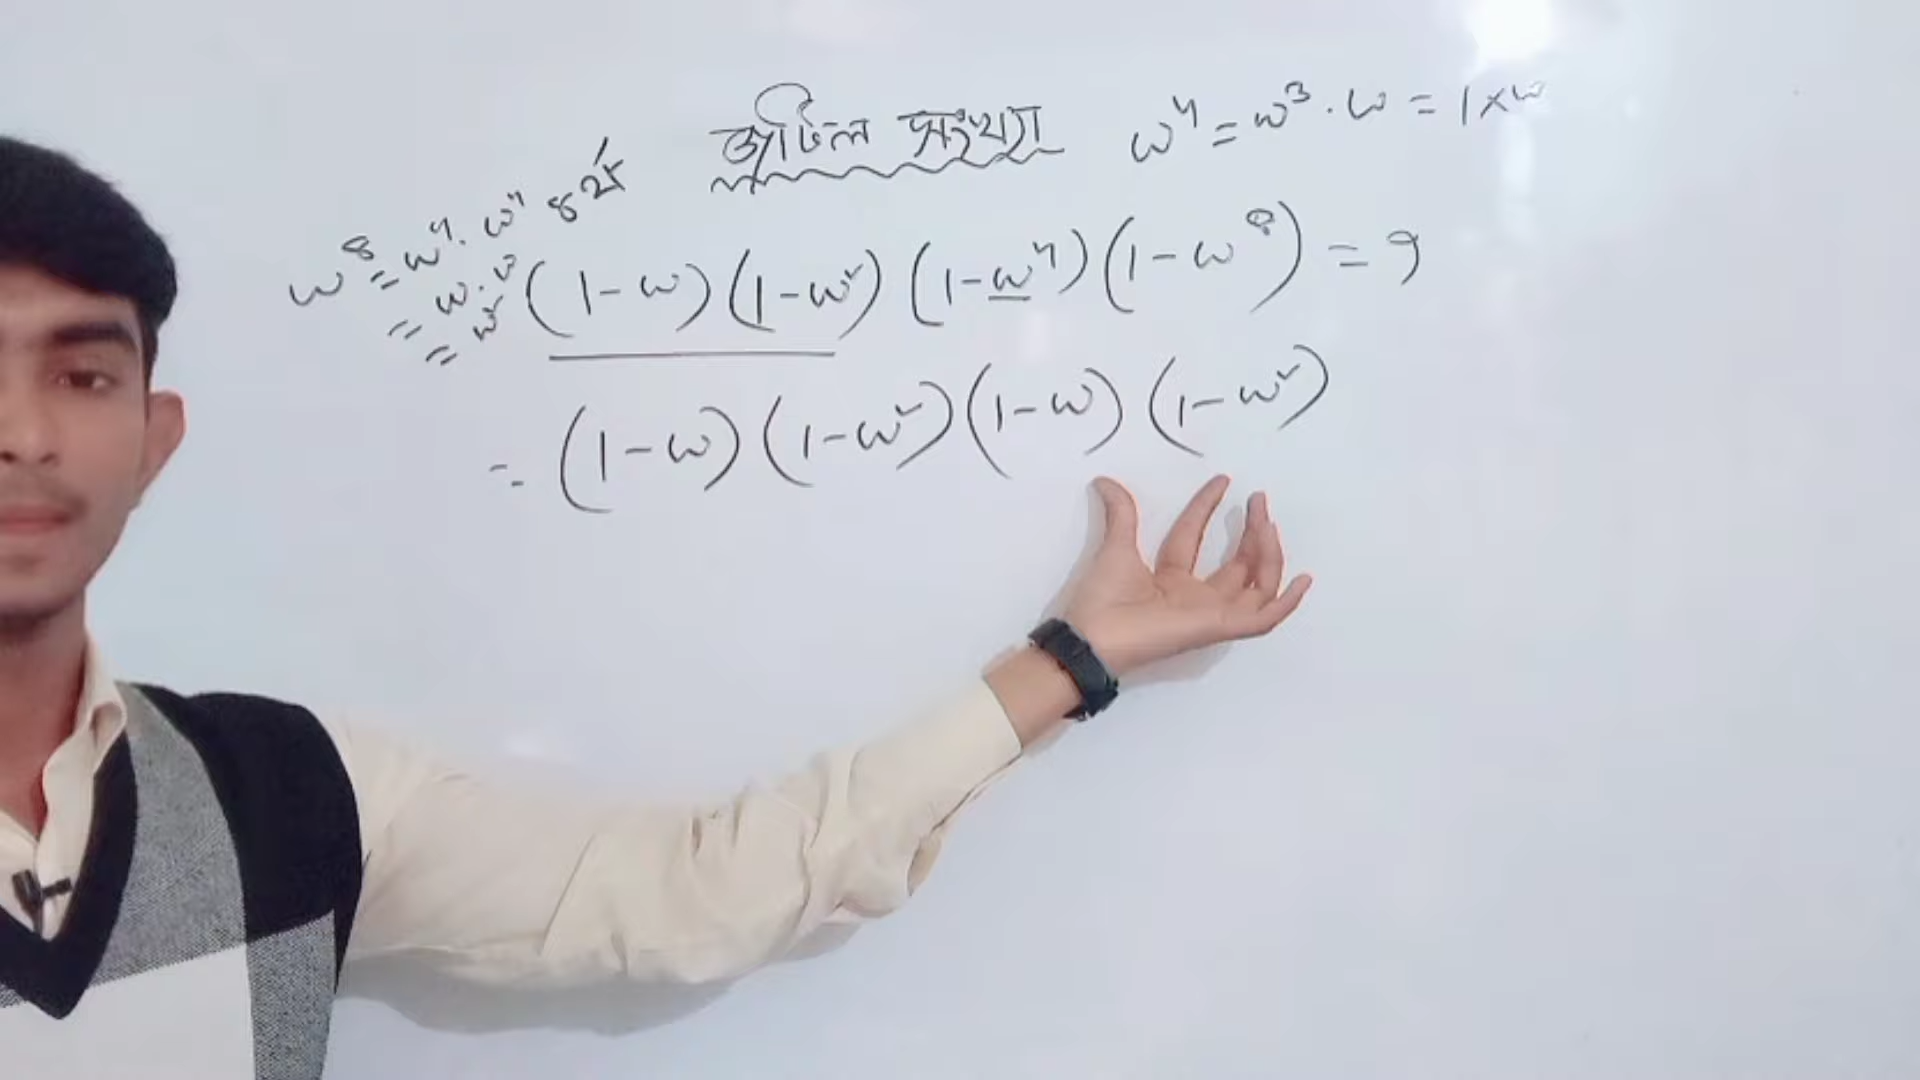 জটিল সংখ্যা
ω⁴ = ω³ · ω = 1 × ω
৪র্থ
ω⁸ = ω⁴ · ω⁴
= ω · ω
= ω²
(1 - ω) (1 - ω²) (1 - ω⁴) (1 - ω⁸) = 9
= (1 - ω) (1 - ω²) (1 - ω) (1 - ω²)